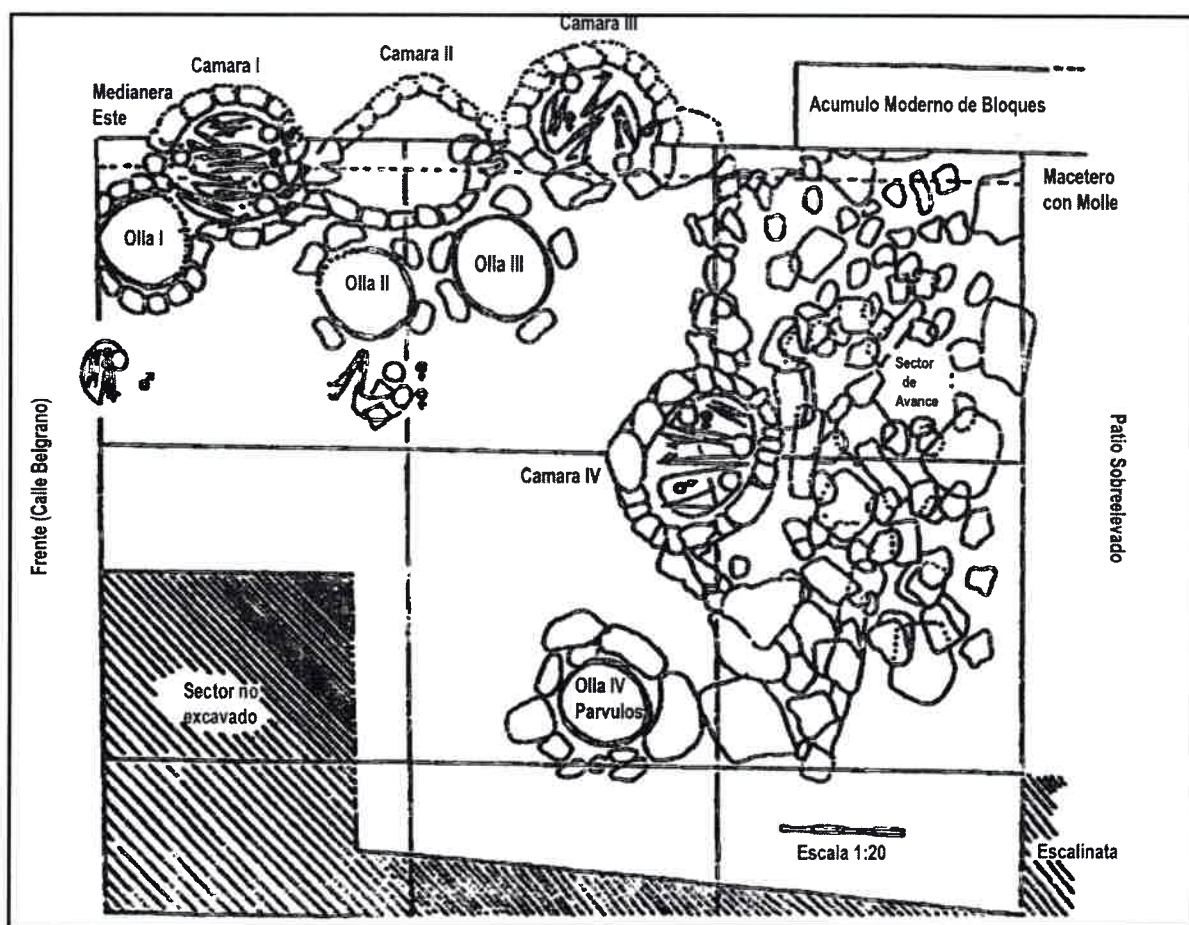 Camara III
Camara II
Camara I
Medianera
Este
Acumulo Moderno de Bloques
Macetero
con Molle
Olla I
Olla II
Olla III
Sector
de
Avance
♂
♀
♀
Frente (Calle Belgrano)
Camara IV
♂
Patio Sobreelevado
Sector no
excavado
Olla IV
Parvulos
Escala 1:20
Escalinata